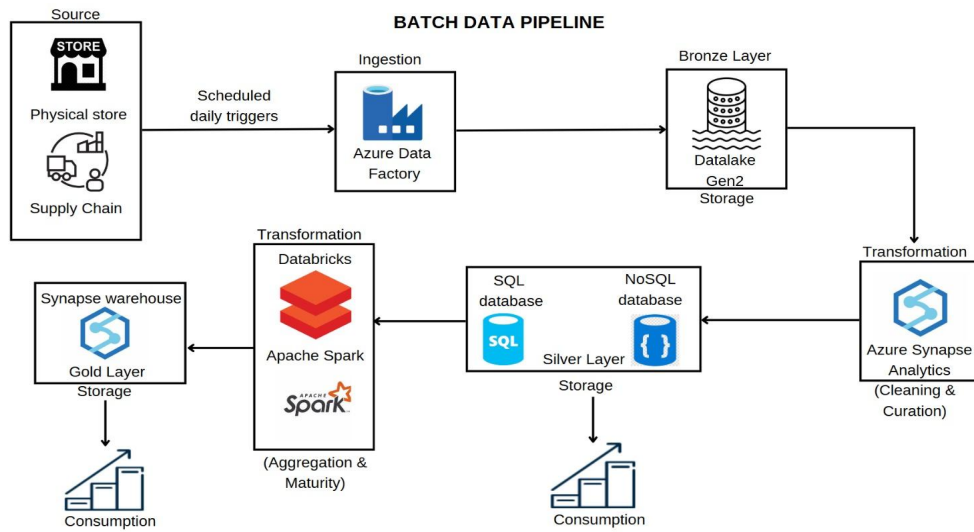 BATCH DATA PIPELINE
Source
STORE
Physical store
Supply Chain
Scheduled
daily triggers
Ingestion
Azure Data
Factory
Bronze Layer
Datalake
Gen2
Storage
Transformation
Azure Synapse
Analytics
(Cleaning &
Curation)
SQL
database
SQL
NoSQL
database
{ }
Silver Layer
Storage
Consumption
Transformation
Databricks
Apache Spark
APACHE
Spark
(Aggregation &
Maturity)
Synapse warehouse
Gold Layer
Storage
Consumption